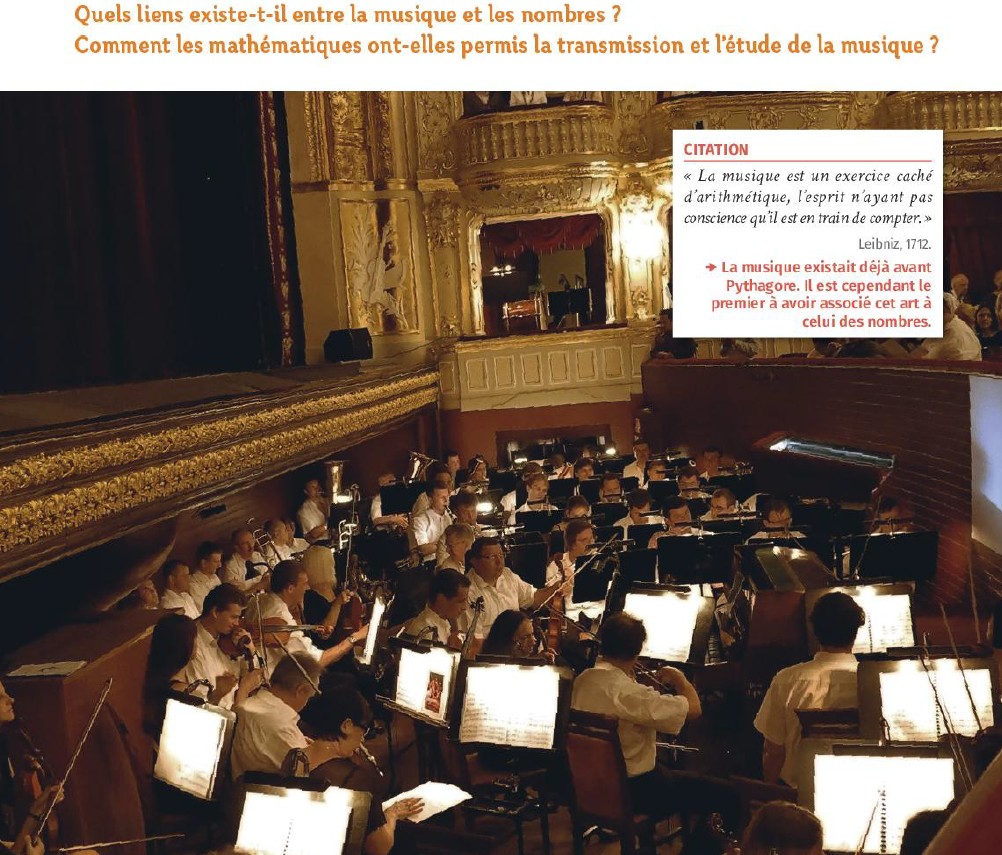 Quels liens existe-t-il entre la musique et les nombres ?
Comment les mathématiques ont-elles permis la transmission et l'étude de la musique ?
CITATION
« La musique est un exercice caché
d'arithmétique, l'esprit n'ayant pas
conscience qu'il est en train de compter. »
Leibniz, 1712.
➜ La musique existait déjà avant
Pythagore. Il est cependant le
premier à avoir associé cet art à
celui des nombres.